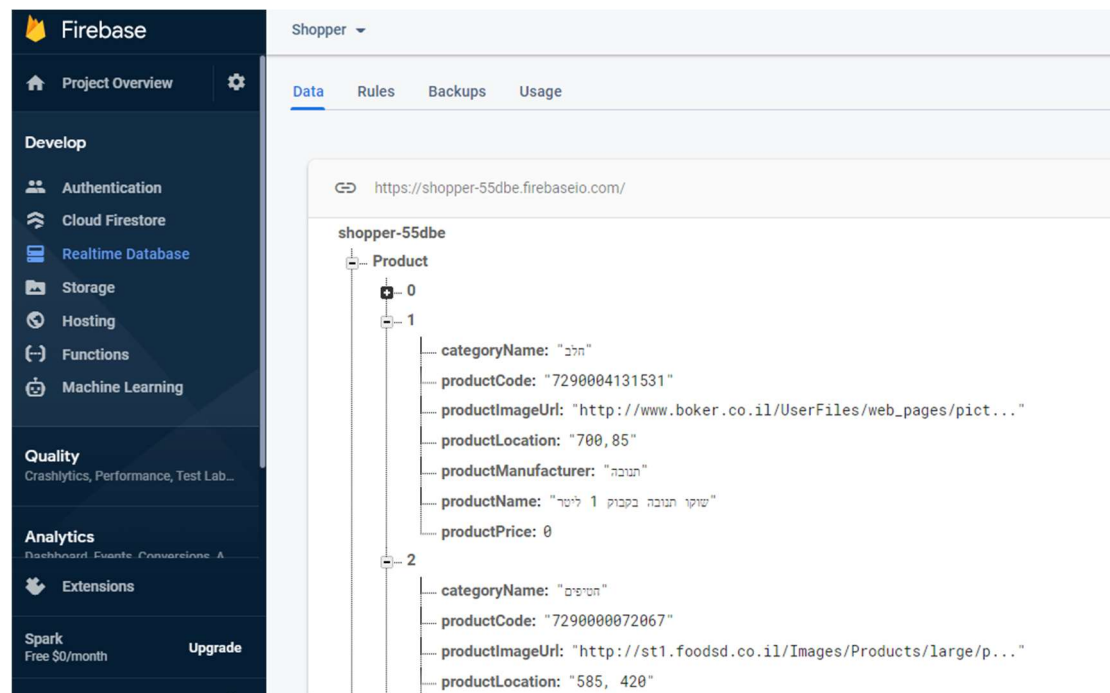 Firebase
Project Overview
Develop
Authentication
Cloud Firestore
Realtime Database
Storage
Hosting
Functions
Machine Learning
Quality
Crashlytics, Performance, Test Lab...
Analytics
Dashboard, Events, Conversions, A
Extensions
Spark
Free $0/month
Upgrade
Shopper
Data Rules Backups Usage
https://shopper-55dbe.firebaseio.com/
shopper-55dbe
Product
0
1
categoryName: "חלב"
productCode: "7290004131531"
productImageUrl: "http://www.boker.co.il/UserFiles/web_pages/pict..."
productLocation: "700,85"
productManufacturer: "תנובה"
productName: "שוקו תנובה בקבוק 1 ליטר"
productPrice: 0
2
categoryName: "חטיפים"
productCode: "7290000072067"
productImageUrl: "http://st1.foodsd.co.il/Images/Products/large/p..."
productLocation: "585, 420"